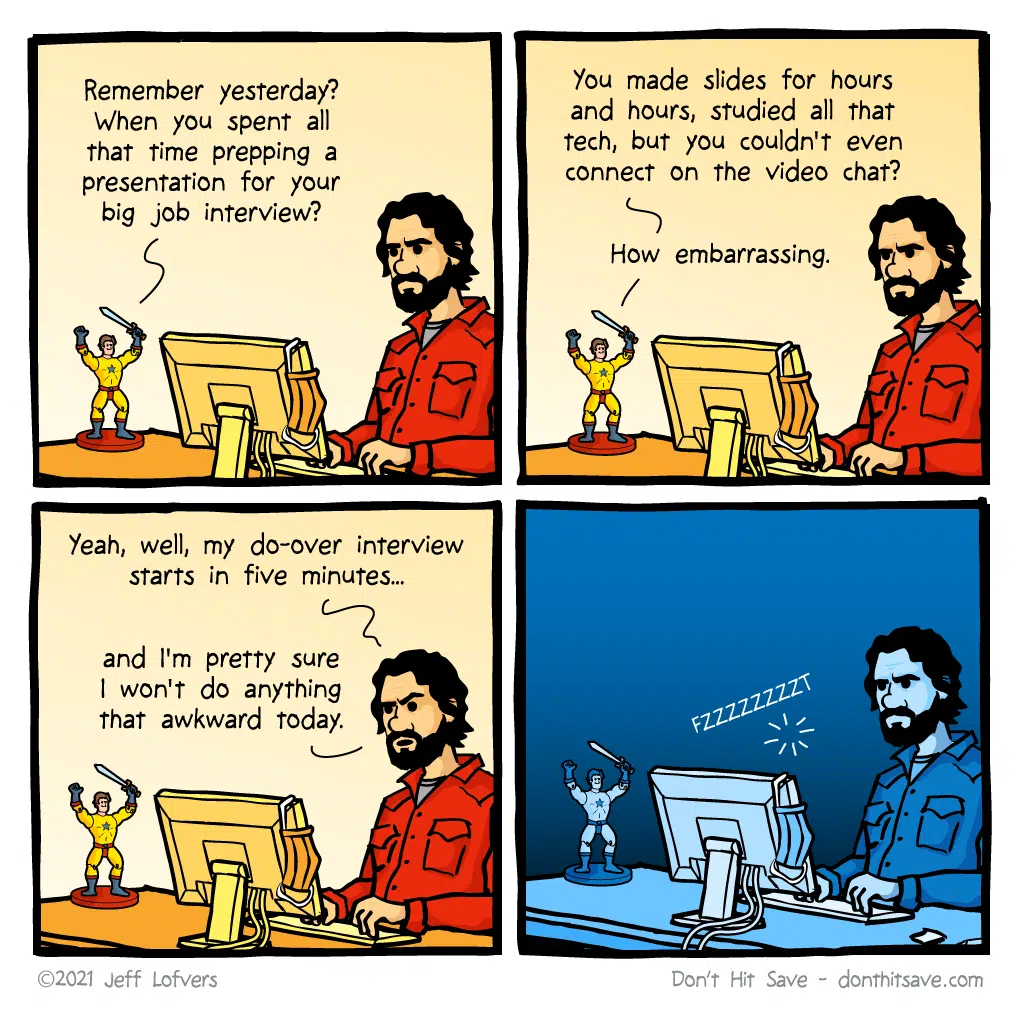 Remember yesterday?
When you spent all
that time prepping a
presentation for your
big job interview?
You made slides for hours
and hours, studied all that
tech, but you couldn't even
connect on the video chat?
How embarrassing.
Yeah, well, my do-over interview
starts in five minutes...
and I'm pretty sure
I won't do anything
that awkward today.
FZZZZZZZZZT
©2021 Jeff Lofvers
Don't Hit Save - donthitsave.com